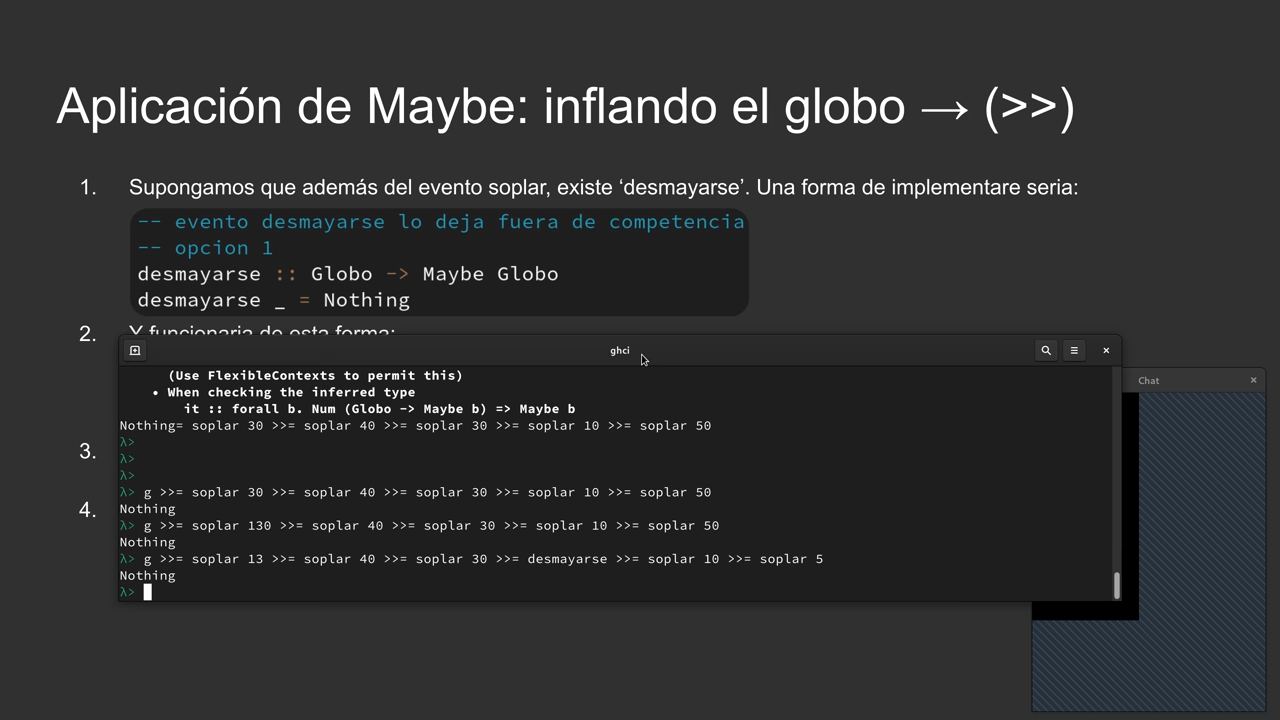 Aplicación de Maybe: inflando el globo → (>>)
1. Supongamos que además del evento soplar, existe ‘desmayarse’. Una forma de implementare seria:
-- evento desmayarse lo deja fuera de competencia
-- opcion 1
desmayarse :: Globo -> Maybe Globo
desmayarse _ = Nothing
2. Y funcionaria de esta forma:
ghci
(Use FlexibleContexts to permit this)
• When checking the inferred type
it :: forall b. Num (Globo -> Maybe b) => Maybe b
Nothing= soplar 30 >>= soplar 40 >>= soplar 30 >>= soplar 10 >>= soplar 50
λ>
λ>
λ>
λ> g >>= soplar 30 >>= soplar 40 >>= soplar 30 >>= soplar 10 >>= soplar 50
Nothing
λ> g >>= soplar 130 >>= soplar 40 >>= soplar 30 >>= soplar 10 >>= soplar 50
Nothing
λ> g >>= soplar 13 >>= soplar 40 >>= soplar 30 >>= desmayarse >>= soplar 10 >>= soplar 5
Nothing
λ>
3.
4.
Chat